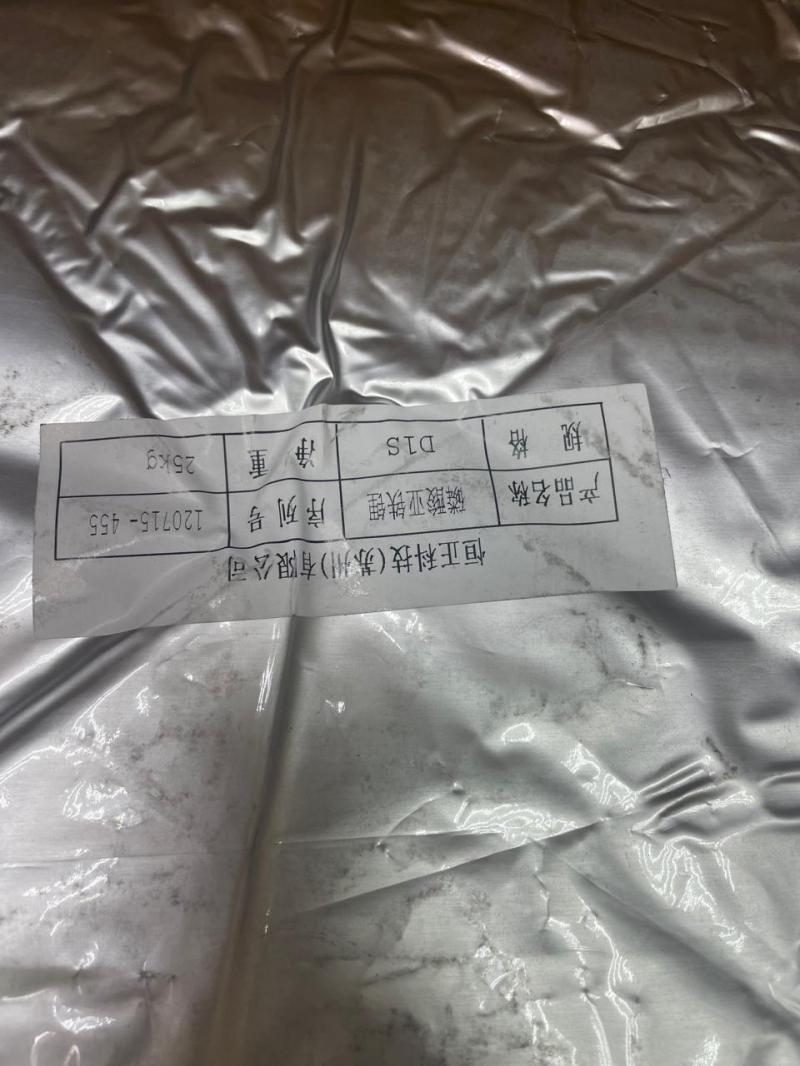 恒正科技(苏州)有限公司
产品名称 磷酸亚铁锂 序列号 120715-455
规格 D1S 净重 25kg